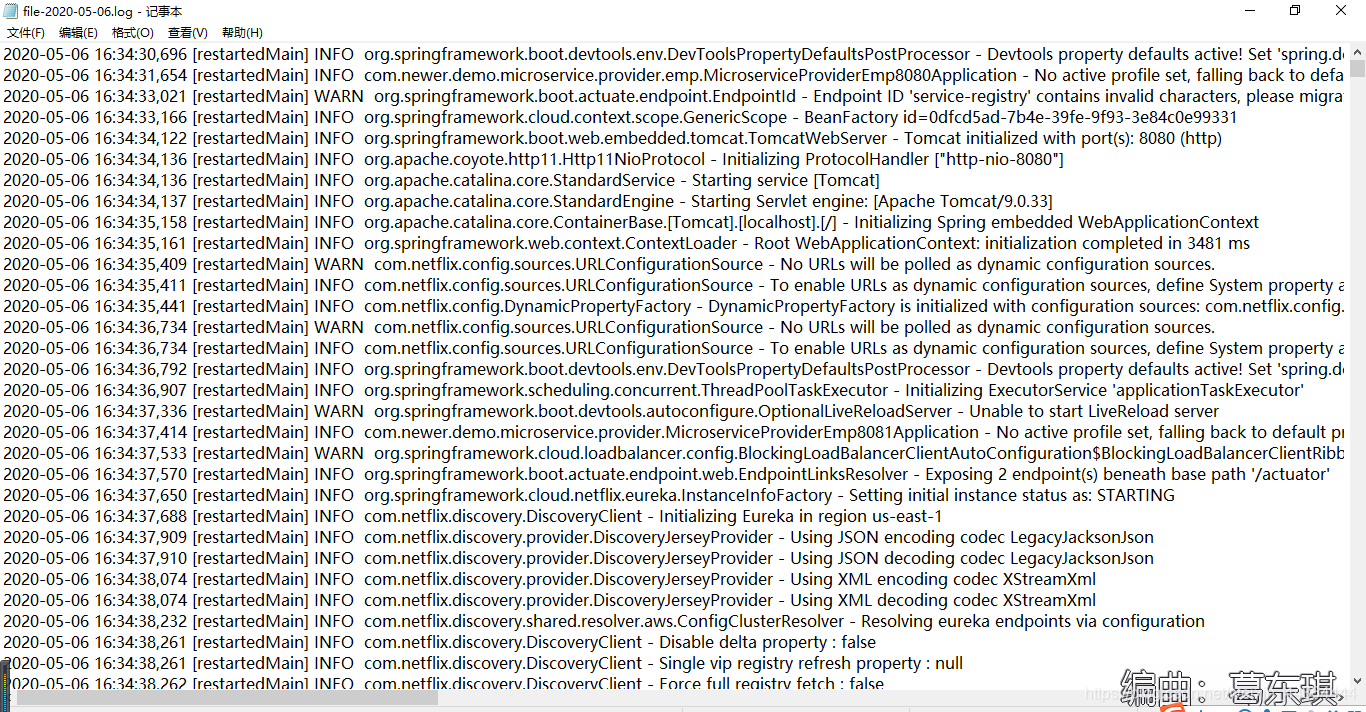 file-2020-05-06.log - 记事本
文件(F) 编辑(E) 格式(O) 查看(V) 帮助(H)
2020-05-06 16:34:30,696 [restartedMain] INFO org.springframework.boot.devtools.env.DevToolsPropertyDefaultsPostProcessor - Devtools property defaults active! Set 'spring.de
2020-05-06 16:34:31,654 [restartedMain] INFO com.newer.demo.microservice.provider.emp.MicroserviceProviderEmp8080Application - No active profile set, falling back to defa
2020-05-06 16:34:33,021 [restartedMain] WARN org.springframework.boot.actuate.endpoint.EndpointId - Endpoint ID 'service-registry' contains invalid characters, please migra
2020-05-06 16:34:33,166 [restartedMain] INFO org.springframework.cloud.context.scope.GenericScope - BeanFactory id=0dfcd5ad-7b4e-39fe-9f93-3e84c0e99331
2020-05-06 16:34:34,122 [restartedMain] INFO org.springframework.boot.web.embedded.tomcat.TomcatWebServer - Tomcat initialized with port(s): 8080 (http)
2020-05-06 16:34:34,136 [restartedMain] INFO org.apache.coyote.http11.Http11NioProtocol - Initializing ProtocolHandler ["http-nio-8080"]
2020-05-06 16:34:34,136 [restartedMain] INFO org.apache.catalina.core.StandardService - Starting service [Tomcat]
2020-05-06 16:34:34,137 [restartedMain] INFO org.apache.catalina.core.StandardEngine - Starting Servlet engine: [Apache Tomcat/9.0.33]
2020-05-06 16:34:35,158 [restartedMain] INFO org.apache.catalina.core.ContainerBase.[Tomcat].[localhost].[/] - Initializing Spring embedded WebApplicationContext
2020-05-06 16:34:35,161 [restartedMain] INFO org.springframework.web.context.ContextLoader - Root WebApplicationContext: initialization completed in 3481 ms
2020-05-06 16:34:35,409 [restartedMain] WARN com.netflix.config.sources.URLConfigurationSource - No URLs will be polled as dynamic configuration sources.
2020-05-06 16:34:35,411 [restartedMain] INFO com.netflix.config.sources.URLConfigurationSource - To enable URLs as dynamic configuration sources, define System property a
2020-05-06 16:34:35,441 [restartedMain] INFO com.netflix.config.DynamicPropertyFactory - DynamicPropertyFactory is initialized with configuration sources: com.netflix.config.
2020-05-06 16:34:36,734 [restartedMain] WARN com.netflix.config.sources.URLConfigurationSource - No URLs will be polled as dynamic configuration sources.
2020-05-06 16:34:36,734 [restartedMain] INFO com.netflix.config.sources.URLConfigurationSource - To enable URLs as dynamic configuration sources, define System property a
2020-05-06 16:34:36,792 [restartedMain] INFO org.springframework.boot.devtools.env.DevToolsPropertyDefaultsPostProcessor - Devtools property defaults active! Set 'spring.de
2020-05-06 16:34:36,907 [restartedMain] INFO org.springframework.scheduling.concurrent.ThreadPoolTaskExecutor - Initializing ExecutorService 'applicationTaskExecutor'
2020-05-06 16:34:37,336 [restartedMain] WARN org.springframework.boot.devtools.autoconfigure.OptionalLiveReloadServer - Unable to start LiveReload server
2020-05-06 16:34:37,414 [restartedMain] INFO com.newer.demo.microservice.provider.MicroserviceProviderEmp8081Application - No active profile set, falling back to default pr
2020-05-06 16:34:37,533 [restartedMain] WARN org.springframework.cloud.loadbalancer.config.BlockingLoadBalancerClientAutoConfiguration$BlockingLoadBalancerClientRibb
2020-05-06 16:34:37,570 [restartedMain] INFO org.springframework.boot.actuate.endpoint.web.EndpointLinksResolver - Exposing 2 endpoint(s) beneath base path '/actuator'
2020-05-06 16:34:37,650 [restartedMain] INFO org.springframework.cloud.netflix.eureka.InstanceInfoFactory - Setting initial instance status as: STARTING
2020-05-06 16:34:37,688 [restartedMain] INFO com.netflix.discovery.DiscoveryClient - Initializing Eureka in region us-east-1
2020-05-06 16:34:37,909 [restartedMain] INFO com.netflix.discovery.provider.DiscoveryJerseyProvider - Using JSON encoding codec LegacyJacksonJson
2020-05-06 16:34:37,910 [restartedMain] INFO com.netflix.discovery.provider.DiscoveryJerseyProvider - Using JSON decoding codec LegacyJacksonJson
2020-05-06 16:34:38,074 [restartedMain] INFO com.netflix.discovery.provider.DiscoveryJerseyProvider - Using XML encoding codec XStreamXml
2020-05-06 16:34:38,074 [restartedMain] INFO com.netflix.discovery.provider.DiscoveryJerseyProvider - Using XML decoding codec XStreamXml
2020-05-06 16:34:38,232 [restartedMain] INFO com.netflix.discovery.shared.resolver.aws.ConfigClusterResolver - Resolving eureka endpoints via configuration
2020-05-06 16:34:38,261 [restartedMain] INFO com.netflix.discovery.DiscoveryClient - Disable delta property : false
2020-05-06 16:34:38,261 [restartedMain] INFO com.netflix.discovery.DiscoveryClient - Single vip registry refresh property : null
2020-05-06 16:34:38,262 [restartedMain] INFO com.netflix.discovery.DiscoveryClient - Force full registry fetch : false
编曲：葛东琪